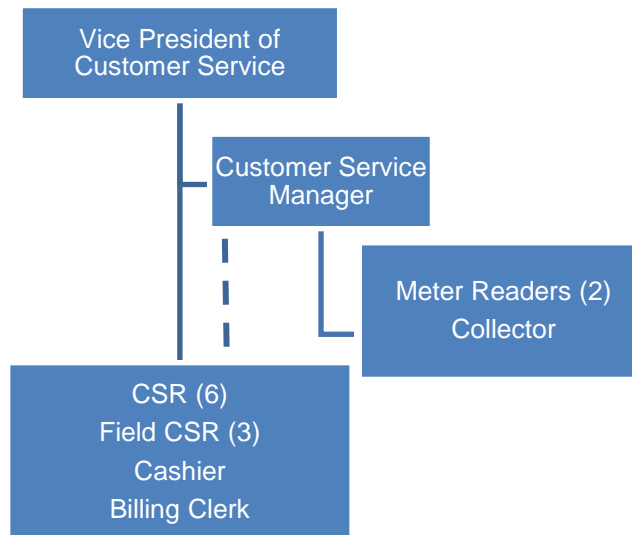 Vice President of
Customer Service
Customer Service
Manager
Meter Readers (2)
Collector
CSR (6)
Field CSR (3)
Cashier
Billing Clerk